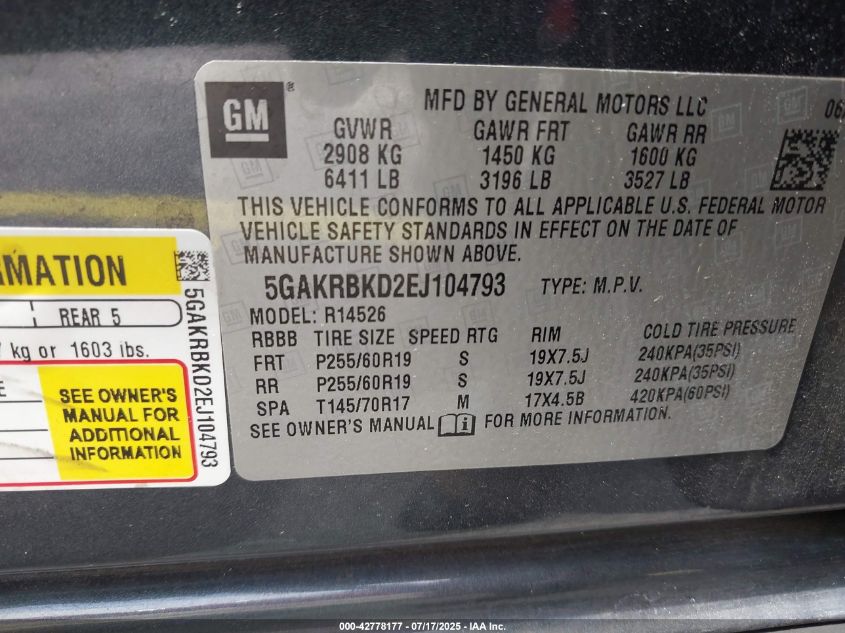 GM
®
MFD BY GENERAL MOTORS LLC
06
GVWR GAWR FRT GAWR RR
2908 KG 1450 KG 1600 KG
6411 LB 3196 LB 3527 LB
THIS VEHICLE CONFORMS TO ALL APPLICABLE U.S. FEDERAL MOTOR
VEHICLE SAFETY STANDARDS IN EFFECT ON THE DATE OF
MANUFACTURE SHOWN ABOVE.
5GAKRBKD2EJ104793 TYPE: M.P.V.
MODEL: R14526
RBBB TIRE SIZE SPEED RTG RIM COLD TIRE PRESSURE
FRT P255/60R19 S 19X7.5J 240KPA(35PSI)
RR P255/60R19 S 19X7.5J 240KPA(35PSI)
SPA T145/70R17 M 17X4.5B 420KPA(60PSI)
SEE OWNER'S MANUAL FOR MORE INFORMATION.
RMATION
REAR 5
kg or 1603 lbs.
E
SEE OWNER'S
MANUAL FOR
ADDITIONAL
INFORMATION
5GAKRBKD2EJ104793
000-42778177 - 07/17/2025 - IAA Inc.